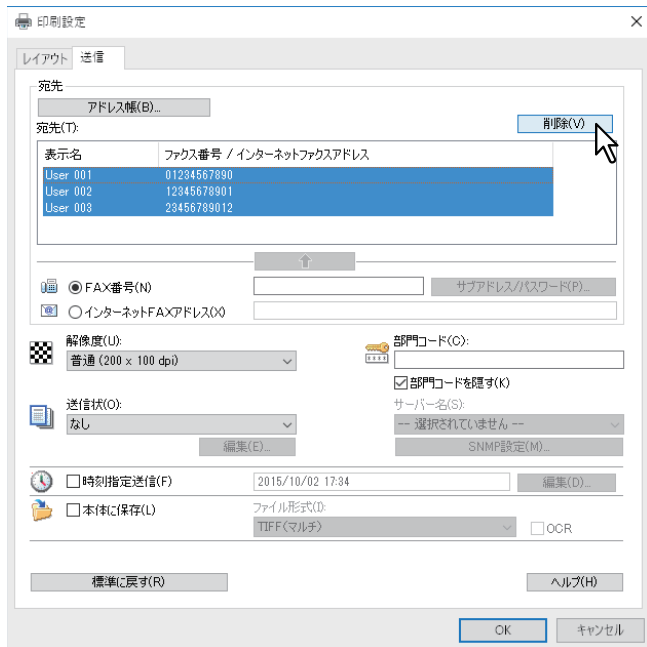 印刷設定
レイアウト 送信
宛先
アドレス帳(B)...
宛先(T):
削除(V)
表示名 ファクス番号 / インターネットファクスアドレス
User 001 01234567890
User 002 12345678901
User 003 23456789012
FAX番号(N) サブアドレス/パスワード(P)...
インターネットFAXアドレス(X)
解像度(U): 部門コード(C):
普通 (200 x 100 dpi)
部門コードを隠す(K)
送信状(O): サーバー名(S):
なし -- 選択されていません --
編集(E)... SNMP設定(M)...
時刻指定送信(F) 2015/10/02 17:34 編集(D)...
本体に保存(L) ファイル形式(I):
TIFF(マルチ) OCR
標準に戻す(R) ヘルプ(H)
OK キャンセル